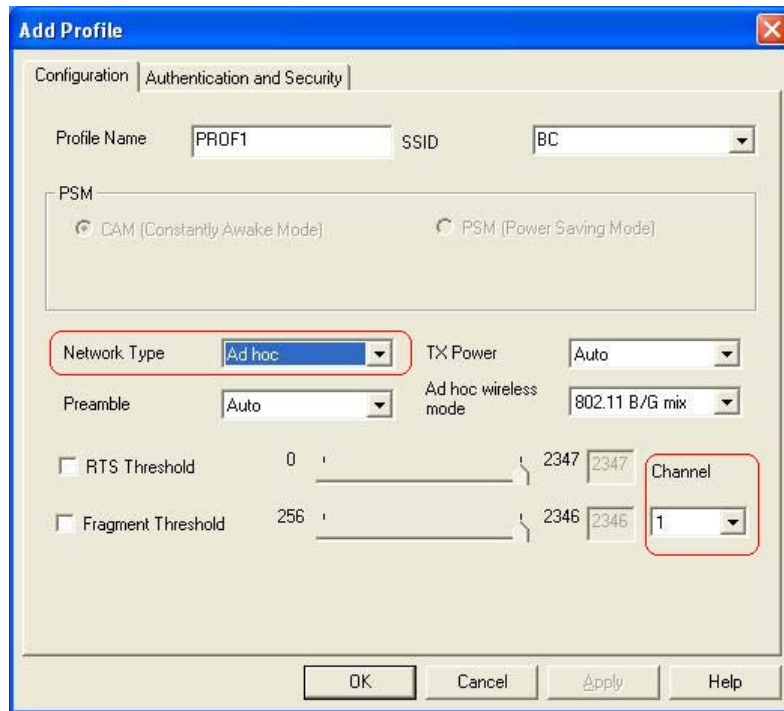 Add Profile
Configuration
Authentication and Security
Profile Name
PROF1
SSID
BC
PSM
CAM (Constantly Awake Mode)
PSM (Power Saving Mode)
Network Type
Ad hoc
TX Power
Auto
Preamble
Auto
Ad hoc wireless
mode
802.11 B/G mix
RTS Threshold
0
2347
2347
Channel
Fragment Threshold
256
2346
2346
1
OK
Cancel
Apply
Help